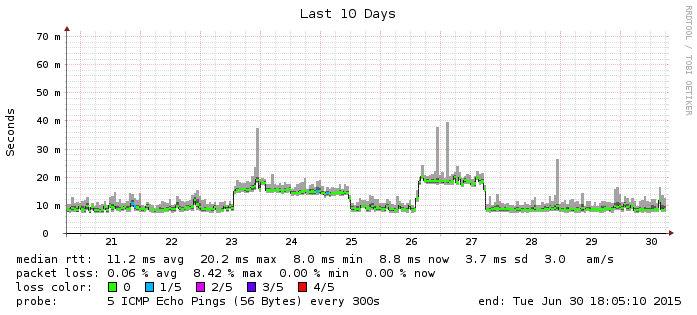 Last 10 Days
RRDTOOL / TOBI OETIKER
Seconds
70 m
60 m
50 m
40 m
30 m
20 m
10 m
0
21 22 23 24 25 26 27 28 29 30
median rtt: 11.2 ms avg 20.2 ms max 8.0 ms min 8.8 ms now 3.7 ms sd 3.0 am/s
packet loss: 0.06 % avg 8.42 % max 0.00 % min 0.00 % now
loss color: 0 1/5 2/5 3/5 4/5
probe: 5 ICMP Echo Pings (56 Bytes) every 300s end: Tue Jun 30 18:05:10 2015